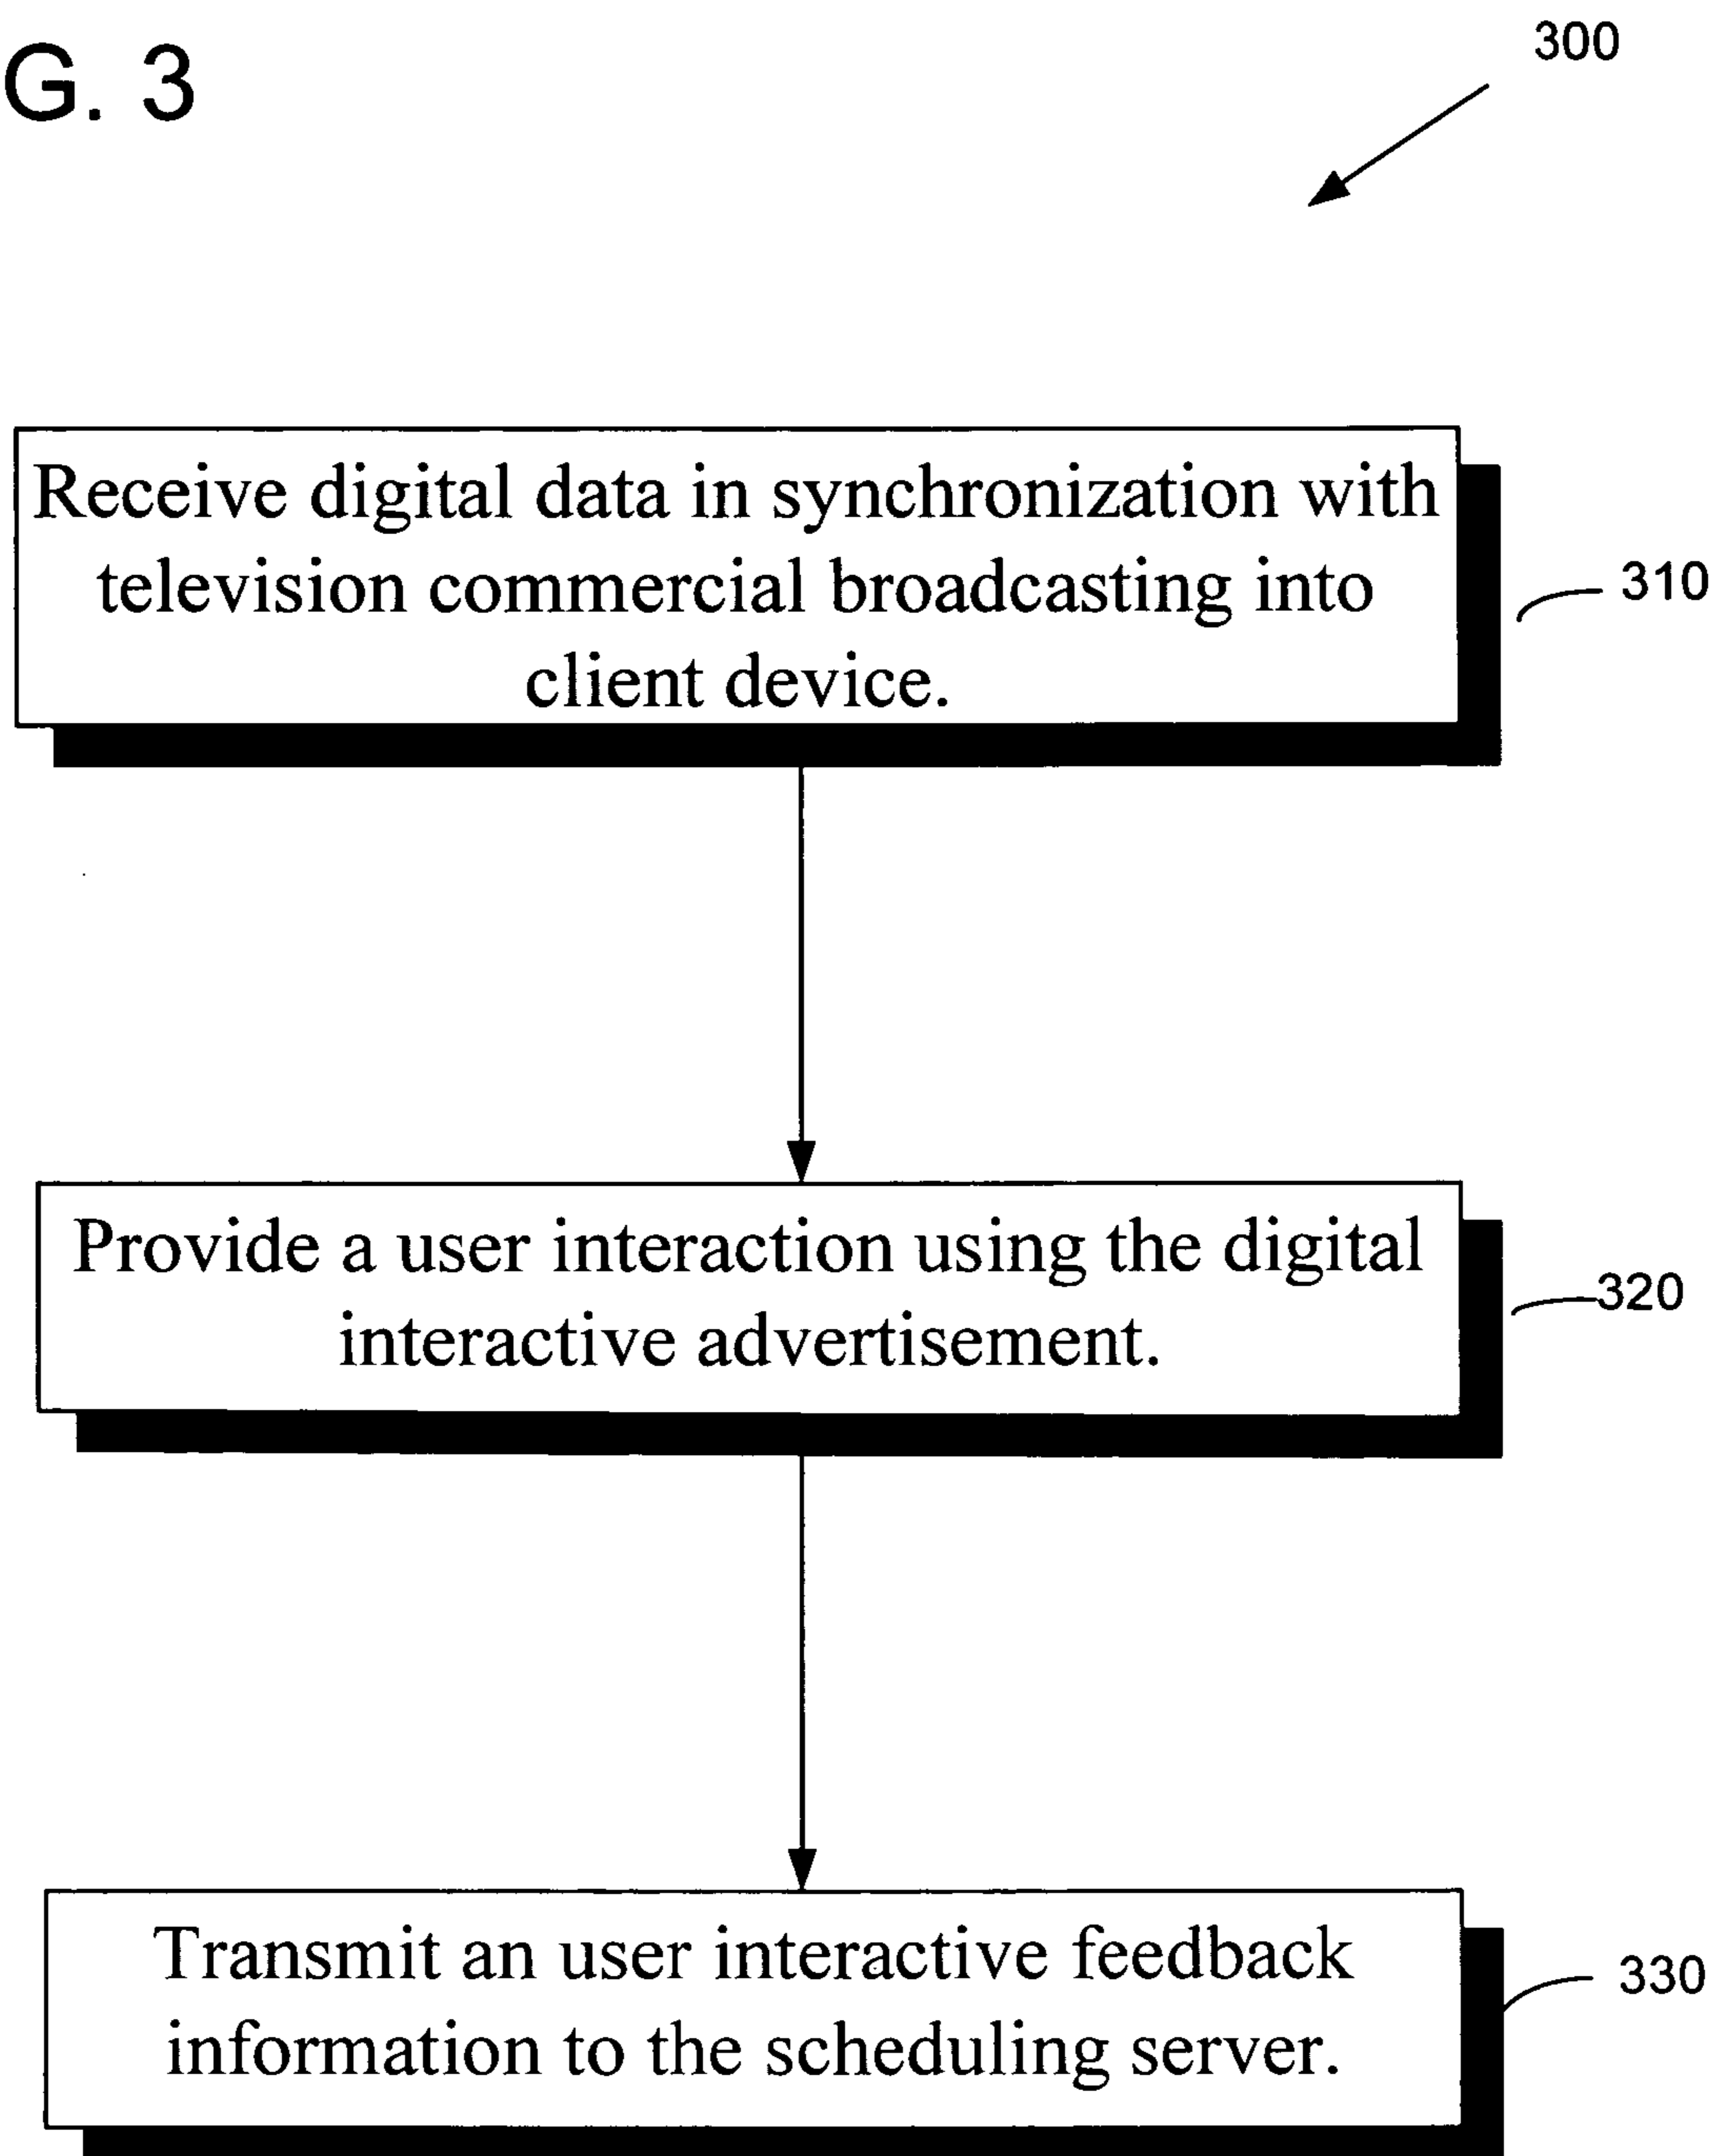 G. 3
300
Receive digital data in synchronization with
television commercial broadcasting into
client device.
310
Provide a user interaction using the digital
interactive advertisement.
320
Transmit an user interactive feedback
information to the scheduling server.
330